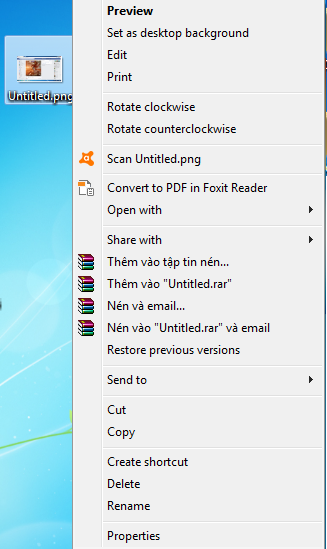 Preview
Set as desktop background
Edit
Print
Untitled.png
Rotate clockwise
Rotate counterclockwise
Scan Untitled.png
Convert to PDF in Foxit Reader
Open with
Share with
Thêm vào tập tin nén...
Thêm vào "Untitled.rar"
Nén và email...
Nén vào "Untitled.rar" và email
Restore previous versions
Send to
Cut
Copy
Create shortcut
Delete
Rename
Properties